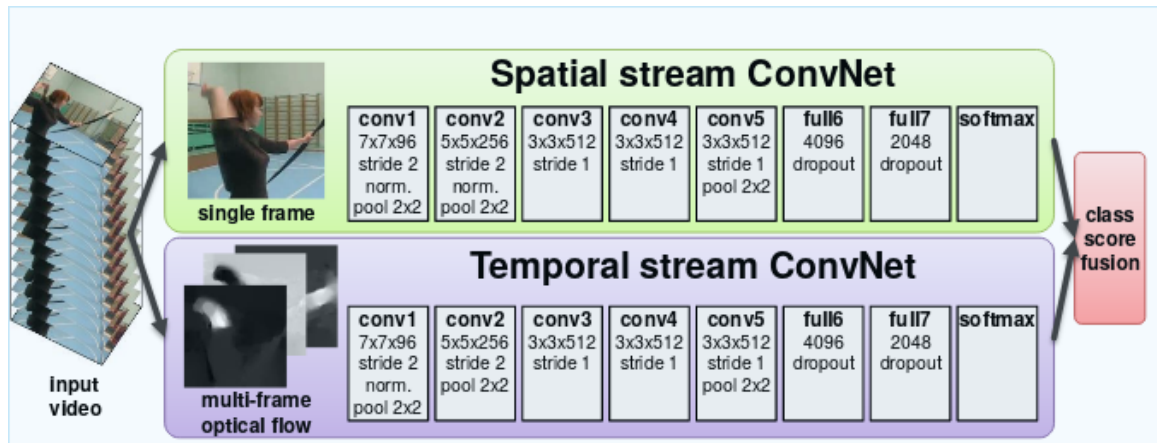 Spatial stream ConvNet
conv1
7x7x96
stride 2
norm.
pool 2x2
conv2
5x5x256
stride 2
norm.
pool 2x2
conv3
3x3x512
stride 1
conv4
3x3x512
stride 1
conv5
3x3x512
stride 1
pool 2x2
full6
4096
dropout
full7
2048
dropout
softmax
single frame
Temporal stream ConvNet
conv1
7x7x96
stride 2
norm.
pool 2x2
conv2
5x5x256
stride 2
pool 2x2
conv3
3x3x512
stride 1
conv4
3x3x512
stride 1
conv5
3x3x512
stride 1
pool 2x2
full6
4096
dropout
full7
2048
dropout
softmax
multi-frame
optical flow
input
video
class
score
fusion